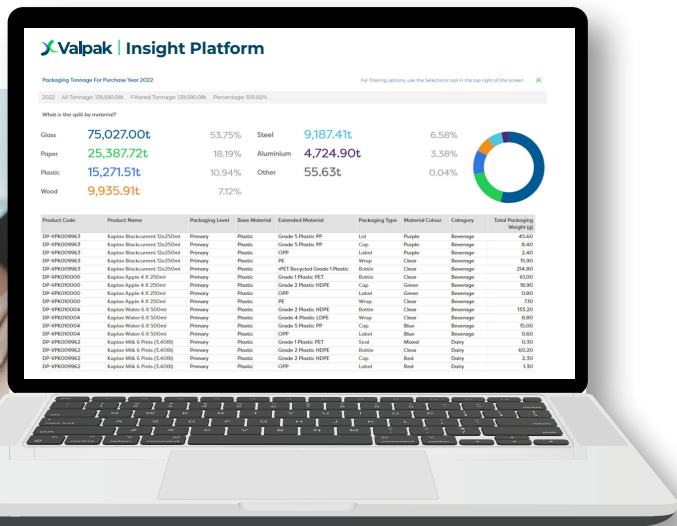 Valpak | Insight Platform
Packaging Tonnage For Purchase Year 2022 For filtering options, use the Selections tool in the top right of the screen
2022 All Tonnage: 139,590.08t Filtered Tonnage: 139,590.08t Percentage: 100.00%
What is the split by material?
Glass 75,027.00t 53.75% Steel 9,187.41t 6.58%
Paper 25,387.72t 18.19% Aluminium 4,724.90t 3.38%
Plastic 15,271.51t 10.94% Other 55.63t 0.04%
Wood 9,935.91t 7.12%
Product Code Product Name Packaging Level Base Material Extended Material Packaging Type Material Colour Category Total Packaging
Weight (g)
DP-VPK009963 Kaplov Blackcurrent 12x250ml Primary Plastic Grade 5 Plastic PP Lid Purple Beverage 45.60
DP-VPK009963 Kaplov Blackcurrent 12x250ml Primary Plastic Grade 5 Plastic PP Cap Purple Beverage 8.40
DP-VPK009963 Kaplov Blackcurrent 12x250ml Primary Plastic OPP Label Purple Beverage 2.40
DP-VPK009963 Kaplov Blackcurrent 12x250ml Primary Plastic PE Wrap Clear Beverage 15.90
DP-VPK009963 Kaplov Blackcurrent 12x250ml Primary Plastic rPET Recycled Grade 1 Plastic Bottle Clear Beverage 214.80
DP-VPK010000 Kaplov Apple 4 X 250ml Primary Plastic Grade 1 Plastic PET Bottle Clear Beverage 61.00
DP-VPK010000 Kaplov Apple 4 X 250ml Primary Plastic Grade 2 Plastic HDPE Cap Green Beverage 18.90
DP-VPK010000 Kaplov Apple 4 X 250ml Primary Plastic OPP Label Green Beverage 0.80
DP-VPK010000 Kaplov Apple 4 X 250ml Primary Plastic PE Wrap Clear Beverage 7.10
DP-VPK010004 Kaplov Water 6 X 500ml Primary Plastic Grade 2 Plastic HDPE Bottle Clear Beverage 133.20
DP-VPK010004 Kaplov Water 6 X 500ml Primary Plastic Grade 4 Plastic LDPE Wrap Clear Beverage 8.80
DP-VPK010004 Kaplov Water 6 X 500ml Primary Plastic Grade 5 Plastic PP Cap Blue Beverage 15.00
DP-VPK010004 Kaplov Water 6 X 500ml Primary Plastic OPP Label Blue Beverage 0.60
DP-VPK009962 Kaplov Milk 6 Pints (3.408l) Primary Plastic Grade 1 Plastic PET Seal Mixed Dairy 0.30
DP-VPK009962 Kaplov Milk 6 Pints (3.408l) Primary Plastic Grade 2 Plastic HDPE Bottle Clear Dairy 60.20
DP-VPK009962 Kaplov Milk 6 Pints (3.408l) Primary Plastic Grade 2 Plastic HDPE Cap Red Dairy 2.30
DP-VPK009962 Kaplov Milk 6 Pints (3.408l) Primary Plastic OPP Label Red Dairy 1.30